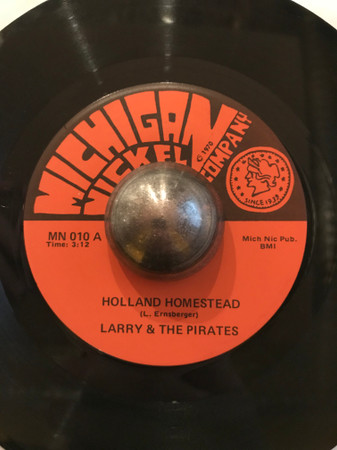 MICHIGAN
NICKEL
COMPANY
© 1970
SINCE 1939
MN 010 A
Time: 3:12
Mich Nic Pub.
BMI
HOLLAND HOMESTEAD
(L. Ernsberger)
LARRY & THE PIRATES